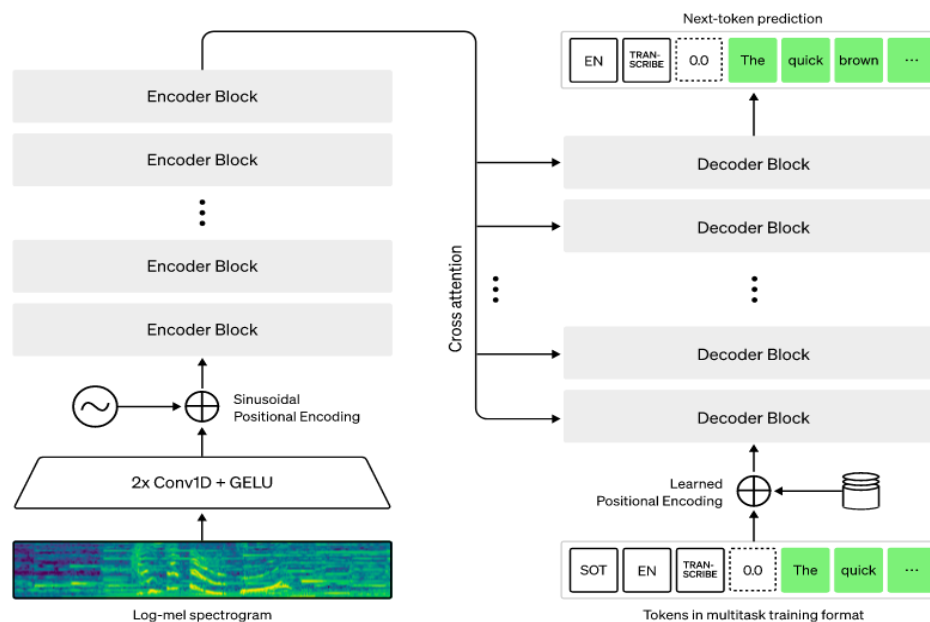 Next-token prediction
EN
TRAN-
SCRIBE
0.0
The
quick
brown
...
Encoder Block
Encoder Block
Encoder Block
Encoder Block
Cross attention
Decoder Block
Decoder Block
Decoder Block
Decoder Block
Sinusoidal
Positional Encoding
2x Conv1D + GELU
Log-mel spectrogram
Learned
Positional Encoding
SOT
EN
TRAN-
SCRIBE
0.0
The
quick
...
Tokens in multitask training format